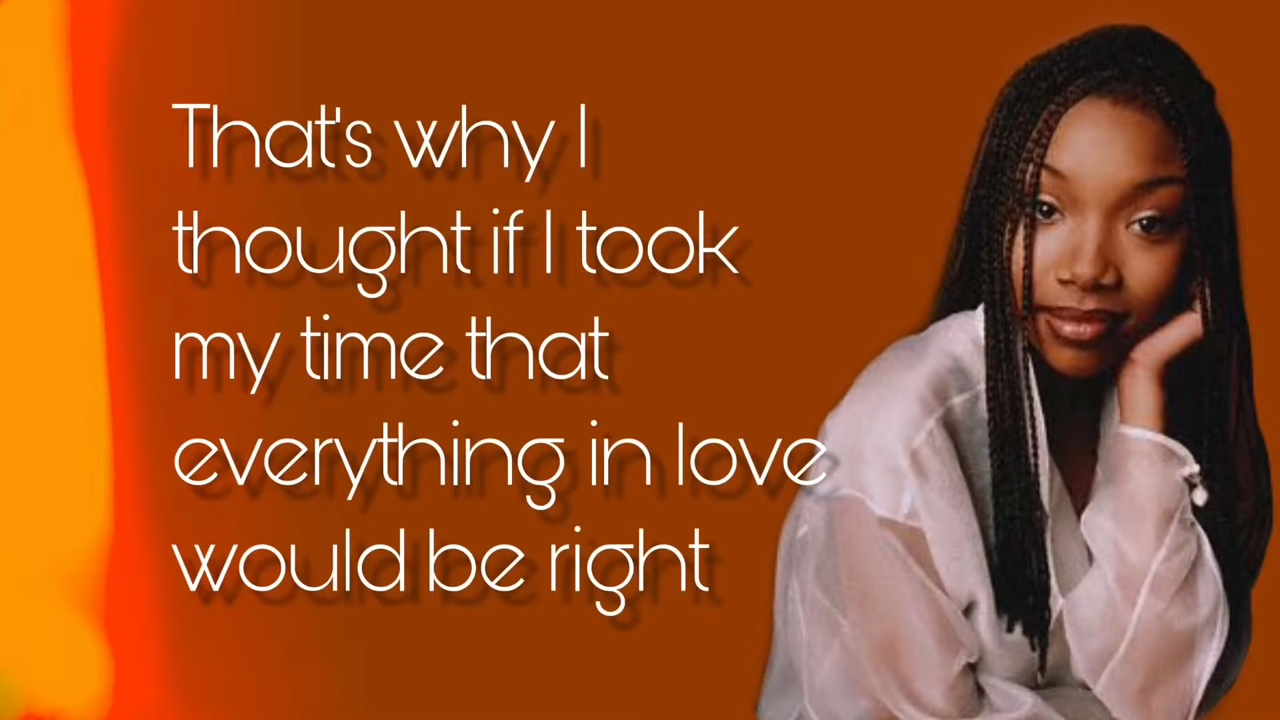 That's why I
thought if I took
my time that
everything in love
would be right